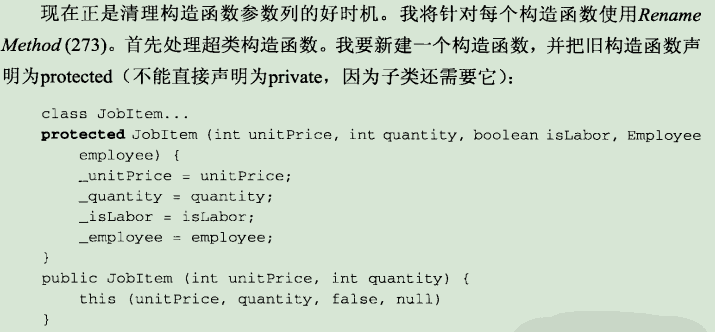 现在正是清理构造函数参数列的好时机。我将针对每个构造函数使用Rename
Method (273)。首先处理超类构造函数。我要新建一个构造函数，并把旧构造函数声
明为protected（不能直接声明为private，因为子类还需要它）：
class JobItem...
protected JobItem (int unitPrice, int quantity, boolean isLabor, Employee
employee) {
_unitPrice = unitPrice;
_quantity = quantity;
_isLabor = isLabor;
_employee = employee;
}
public JobItem (int unitPrice, int quantity) {
this (unitPrice, quantity, false, null)
}